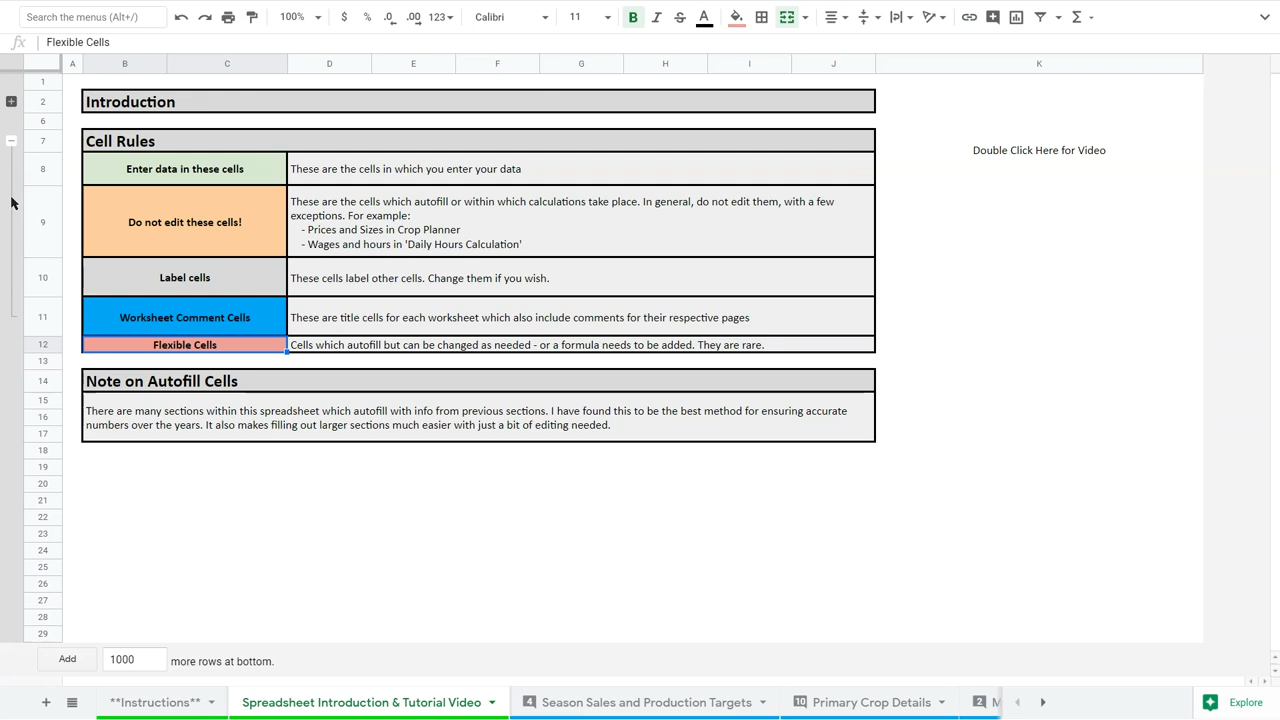 Search the menus (Alt+/)
100%
$ % .0 .00 123
Calibri
11
B I S A
fx Flexible Cells
A B C D E F G H I J K
1
2 Introduction
6
7 Cell Rules
Double Click Here for Video
8 Enter data in these cells These are the cells in which you enter your data
These are the cells which autofill or within which calculations take place. In general, do not edit them, with a few
exceptions. For example:
9 Do not edit these cells!
- Prices and Sizes in Crop Planner
- Wages and hours in 'Daily Hours Calculation'
10 Label cells These cells label other cells. Change them if you wish.
11 Worksheet Comment Cells These are title cells for each worksheet which also include comments for their respective pages
12 Flexible Cells Cells which autofill but can be changed as needed - or a formula needs to be added. They are rare.
13
14 Note on Autofill Cells
15
There are many sections within this spreadsheet which autofill with info from previous sections. I have found this to be the best method for ensuring accurate
16
numbers over the years. It also makes filling out larger sections much easier with just a bit of editing needed.
17
18
19
20
21
22
23
24
25
26
27
28
29
Add 1000 more rows at bottom.
**Instructions** Spreadsheet Introduction & Tutorial Video 4 Season Sales and Production Targets 10 Primary Crop Details 2 M Explore